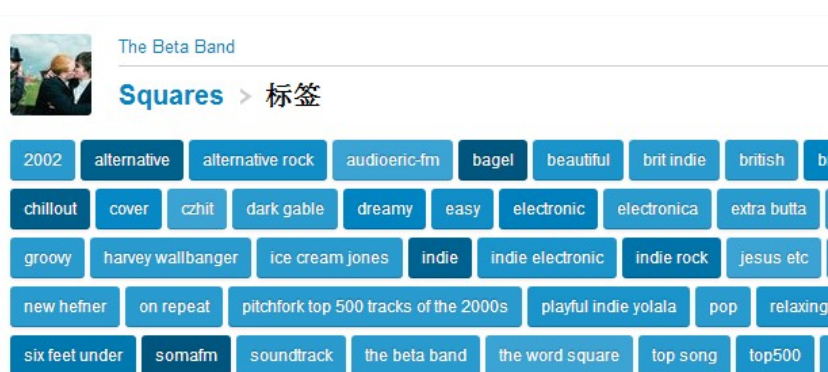 The Beta Band
Squares > 标签
2002 alternative alternative rock audioeric-fm bagel beautiful brit indie british
chillout cover czhit dark gable dreamy easy electronic electronica extra butta
groovy harvey wallbanger ice cream jones indie indie electronic indie rock jesus etc
new hefner on repeat pitchfork top 500 tracks of the 2000s playful indie yolala pop relaxing
six feet under somafm soundtrack the beta band the word square top song top500